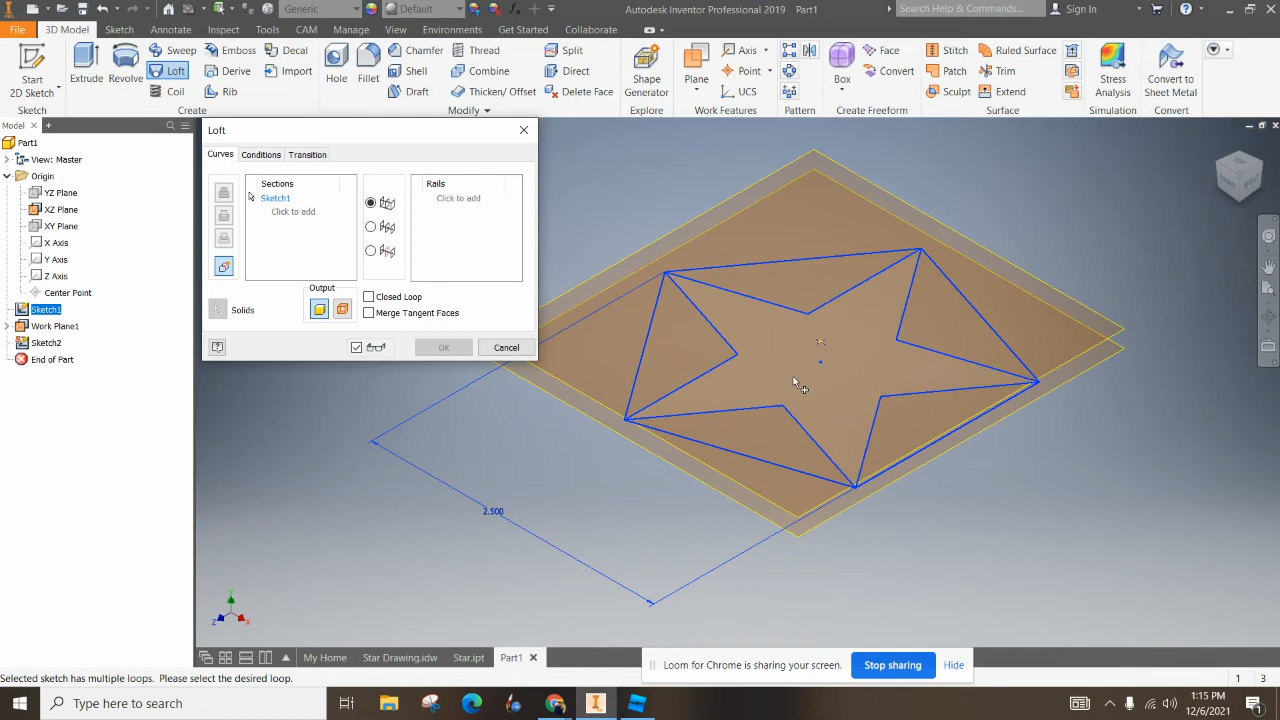 Generic
Default
Autodesk Inventor Professional 2019 Part1
Search Help & Commands...
Sign In
File
3D Model
Sketch
Annotate
Inspect
Tools
CAM
Manage
View
Environments
Get Started
Collaborate
Start
2D Sketch
Sketch
Extrude
Revolve
Sweep
Loft
Coil
Emboss
Derive
Rib
Decal
Import
Create
Hole
Fillet
Chamfer
Shell
Draft
Thread
Combine
Thicken/ Offset
Split
Direct
Delete Face
Modify
Shape
Generator
Explore
Plane
Axis
Point
UCS
Work Features
Pattern
Box
Face
Convert
Create Freeform
Stitch
Patch
Sculpt
Ruled Surface
Trim
Extend
Surface
Stress
Analysis
Simulation
Convert to
Sheet Metal
Convert
Model
Part1
View: Master
Origin
YZ Plane
XZ Plane
XY Plane
X Axis
Y Axis
Z Axis
Center Point
Sketch1
Work Plane1
Sketch2
End of Part
Loft
Curves
Conditions
Transition
Sections
Sketch1
Click to add
Rails
Click to add
Solids
Output
Closed Loop
Merge Tangent Faces
OK
Cancel
2.500
Y
Z
X
My Home
Star Drawing.idw
Star.ipt
Part1
Loom for Chrome is sharing your screen.
Stop sharing
Hide
Selected sketch has multiple loops. Please select the desired loop.
1
3
Type here to search
1:15 PM
12/6/2021